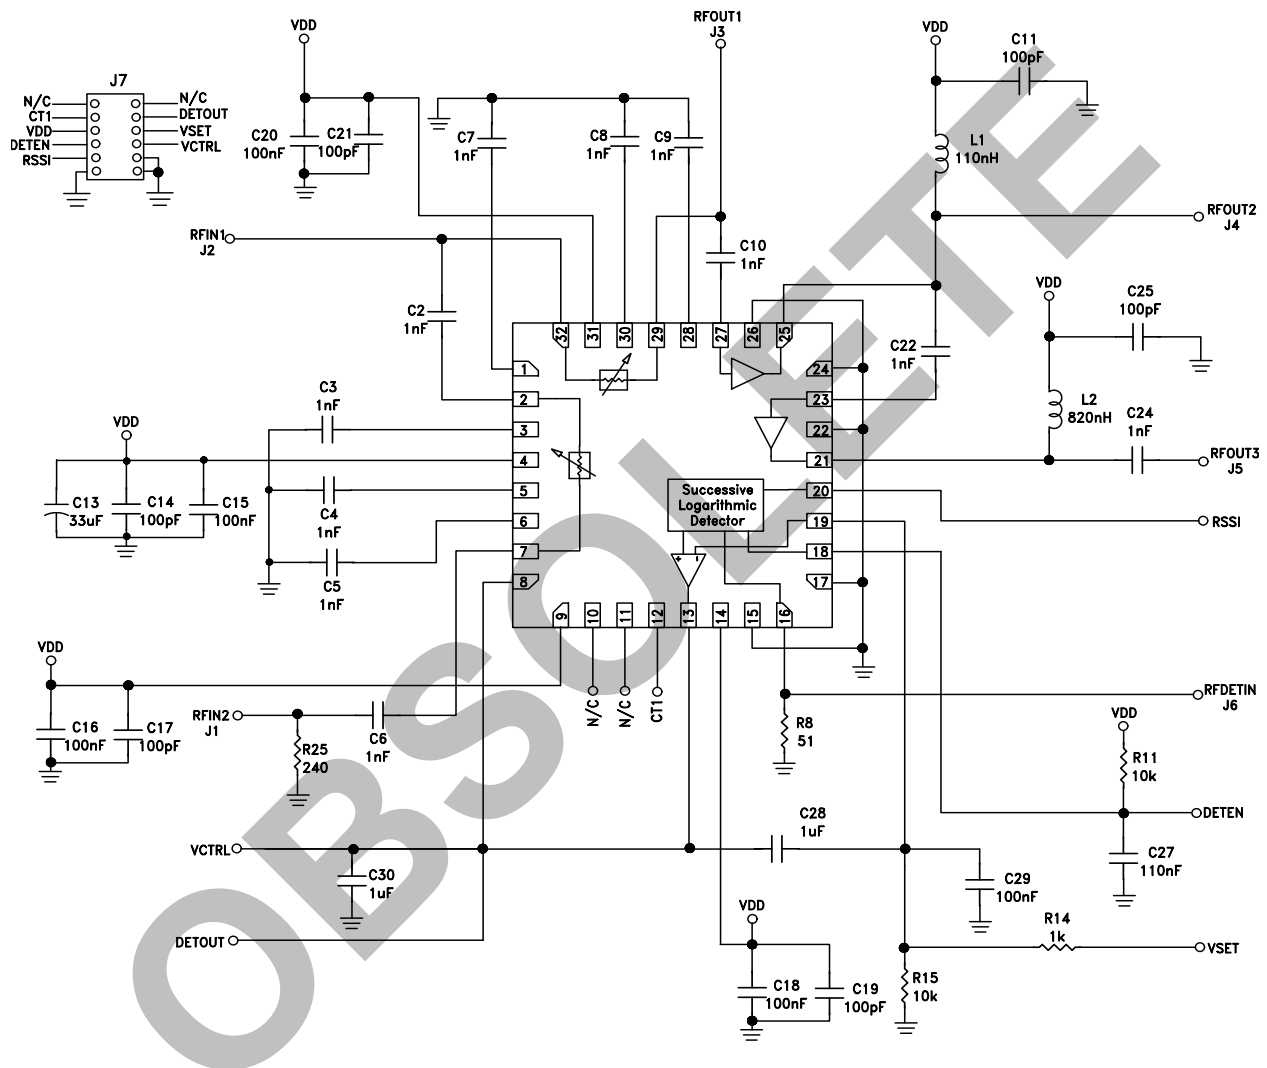 VDD
RFOUT1
J3
VDD
C11
100pF
J7
N/C
CT1
VDD
DETEN
RSSI
N/C
DETOUT
VSET
VCTRL
C20
100nF
C21
100pF
C7
1nF
C8
1nF
C9
1nF
L1
110nH
RFIN1
J2
C10
1nF
RFOUT2
J4
C2
1nF
VDD
C25
100pF
C22
1nF
L2
820nH
C24
1nF
RFOUT3
J5
32
31
30
29
28
27
26
25
1
2
3
4
5
6
7
8
24
23
22
21
20
19
18
17
9
10
11
12
13
14
15
16
Successive
Logarithmic
Detector
+
-
C3
1nF
VDD
C13
33uF
C14
100pF
C15
100nF
C4
1nF
C5
1nF
RSSI
VDD
C16
100nF
C17
100pF
RFIN2
J1
C6
1nF
R25
240
N/C
N/C
CT1
R8
51
RFDETIN
J6
VDD
R11
10k
DETEN
C27
110nF
VCTRL
C30
1uF
DETOUT
C28
1uF
C29
100nF
VDD
C18
100nF
C19
100pF
R14
1k
VSET
R15
10k
OBSOLETE